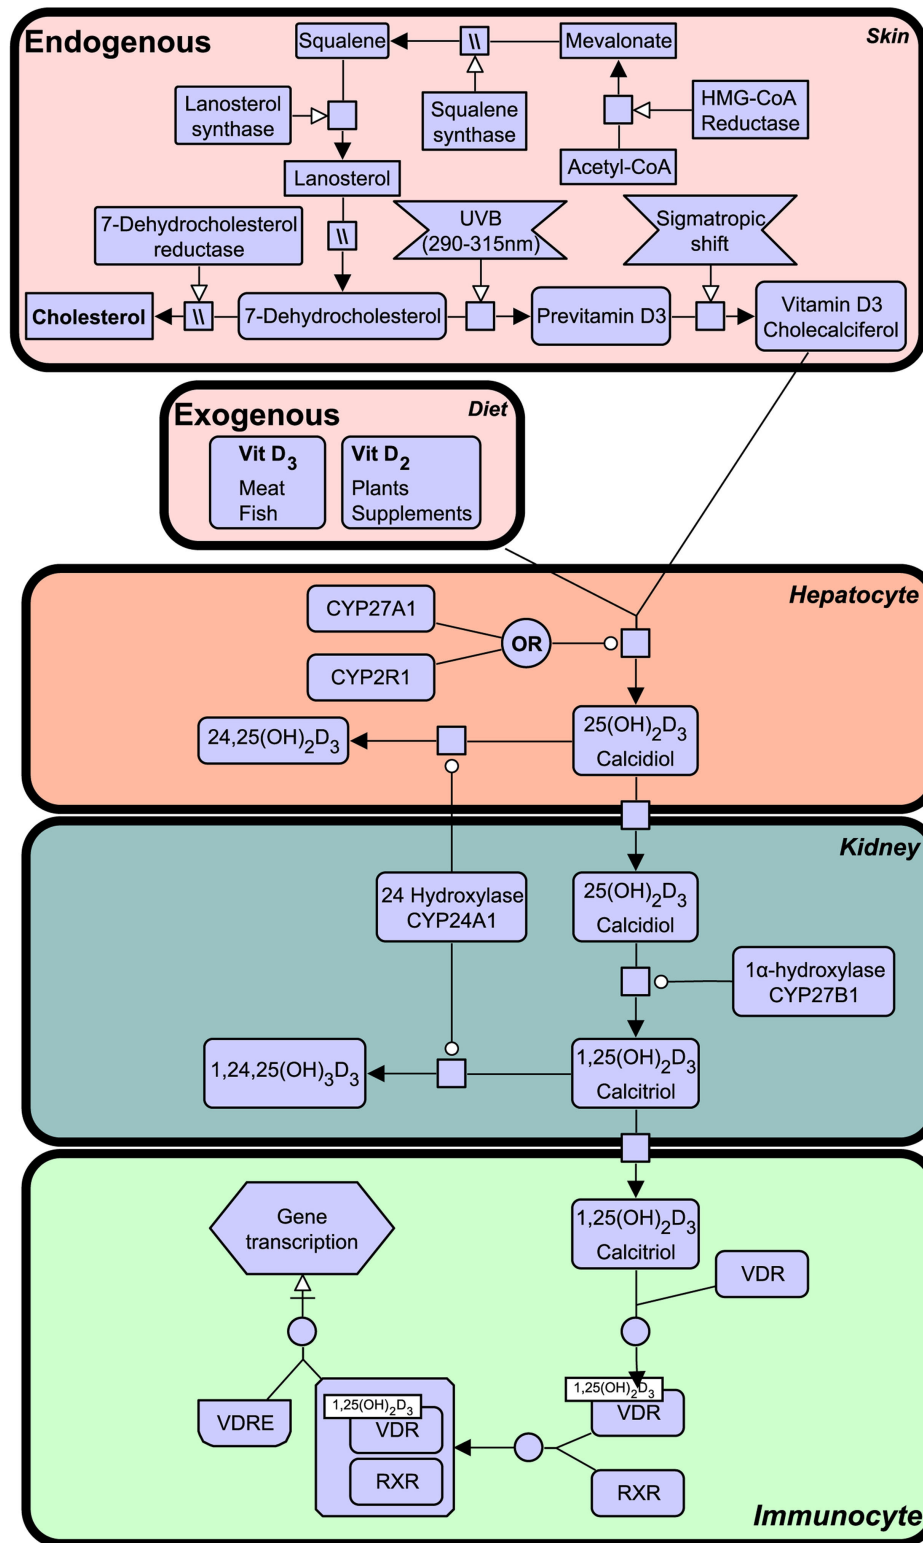 Endogenous
Skin
Squalene
\\
Mevalonate
Lanosterol
synthase
Squalene
synthase
HMG-CoA
Reductase
Acetyl-CoA
Lanosterol
7-Dehydrocholesterol
reductase
\\
UVB
(290-315nm)
Sigmatropic
shift
Cholesterol
\\
7-Dehydrocholesterol
Previtamin D3
Vitamin D3
Cholecalciferol
Exogenous
Diet
Vit D₃
Meat
Fish
Vit D₂
Plants
Supplements
Hepatocyte
CYP27A1
OR
CYP2R1
24,25(OH)₂D₃
25(OH)₂D₃
Calcidiol
Kidney
24 Hydroxylase
CYP24A1
25(OH)₂D₃
Calcidiol
1α-hydroxylase
CYP27B1
1,24,25(OH)₃D₃
1,25(OH)₂D₃
Calcitriol
Gene
transcription
1,25(OH)₂D₃
Calcitriol
VDR
1,25(OH)₂D₃
VDR
VDRE
1,25(OH)₂D₃
VDR
RXR
RXR
Immunocyte